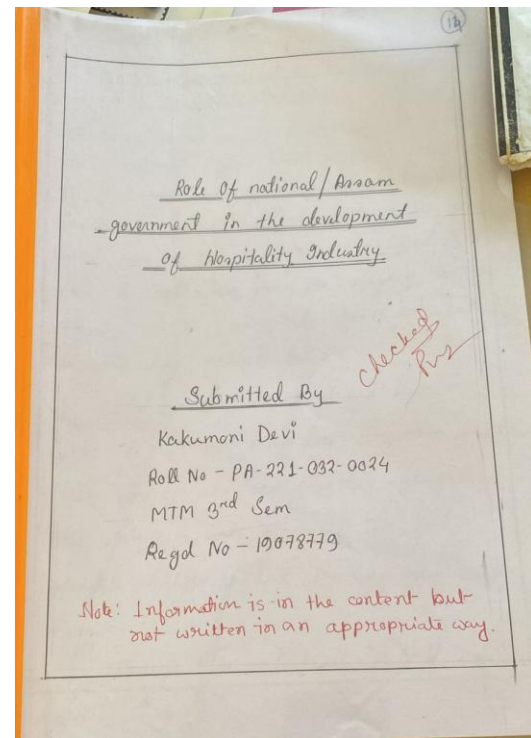 Role of national/Assam
government in the development
of Hospitality Industry
checked
Submitted By
Kakumoni Devi
Roll No - PA-221-032-0024
MTM 3rd Sem
Regd No - 19078779
Note: Information is in the content but
not written in an appropriate way.